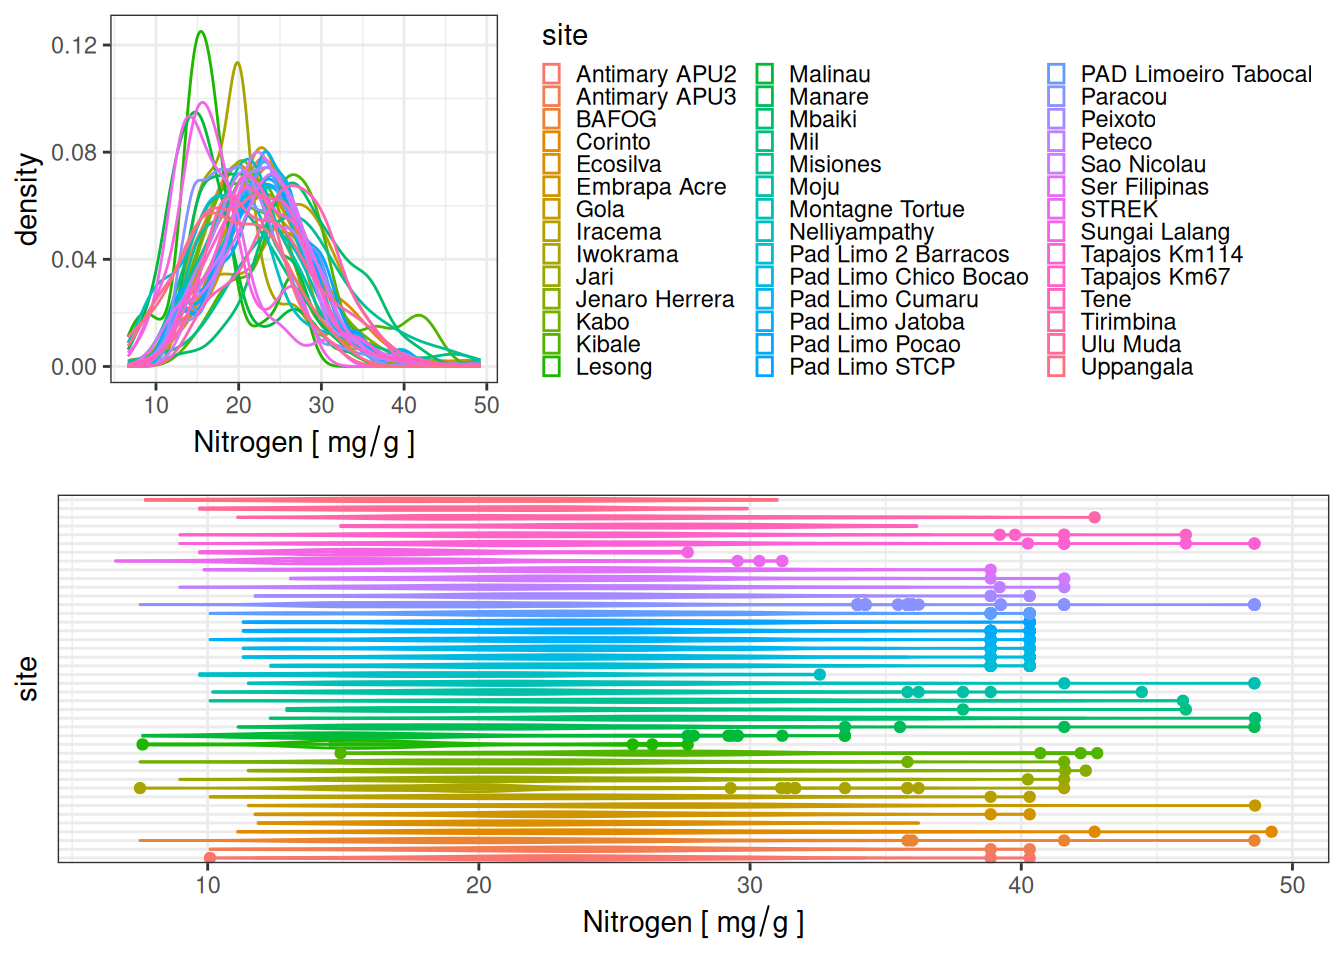 0.12
0.08
0.04
0.00
density
10 20 30 40 50
Nitrogen [ mg/g ]
site
Antimary APU2
Antimary APU3
BAFOG
Corinto
Ecosilva
Embrapa Acre
Gola
Iracema
Iwokrama
Jari
Jenaro Herrera
Kabo
Kibale
Lesong
Malinau
Manare
Mbaiki
Mil
Misiones
Moju
Montagne Tortue
Nelliyampathy
Pad Limo 2 Barracos
Pad Limo Chico Bocao
Pad Limo Cumaru
Pad Limo Jatoba
Pad Limo Pocao
Pad Limo STCP
PAD Limoeiro Tabocal
Paracou
Peixoto
Peteco
Sao Nicolau
Ser Filipinas
STREK
Sungai Lalang
Tapajos Km114
Tapajos Km67
Tene
Tirimbina
Ulu Muda
Uppangala
site
10 20 30 40 50
Nitrogen [ mg/g ]